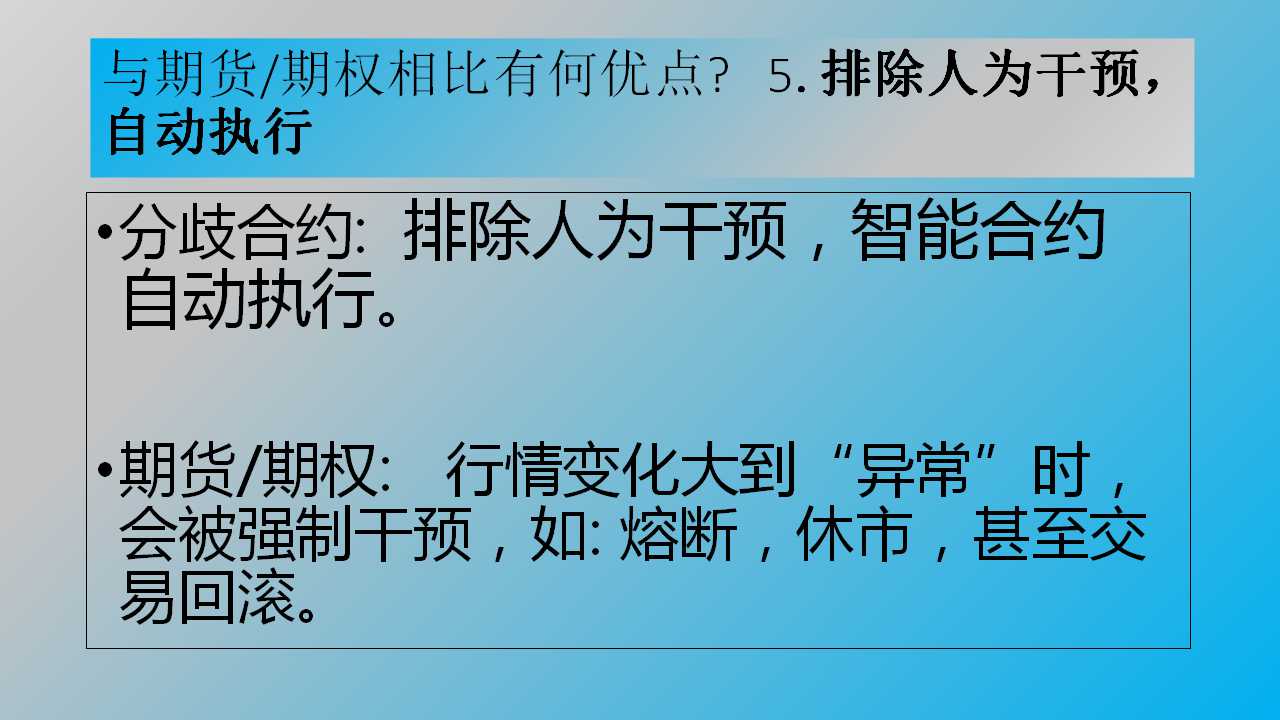 与期货/期权相比有何优点？ 5. 排除人为干预，
自动执行
•分歧合约: 排除人为干预，智能合约
自动执行。
•期货/期权: 行情变化大到“异常”时，
会被强制干预，如: 熔断，休市，甚至交
易回滚。